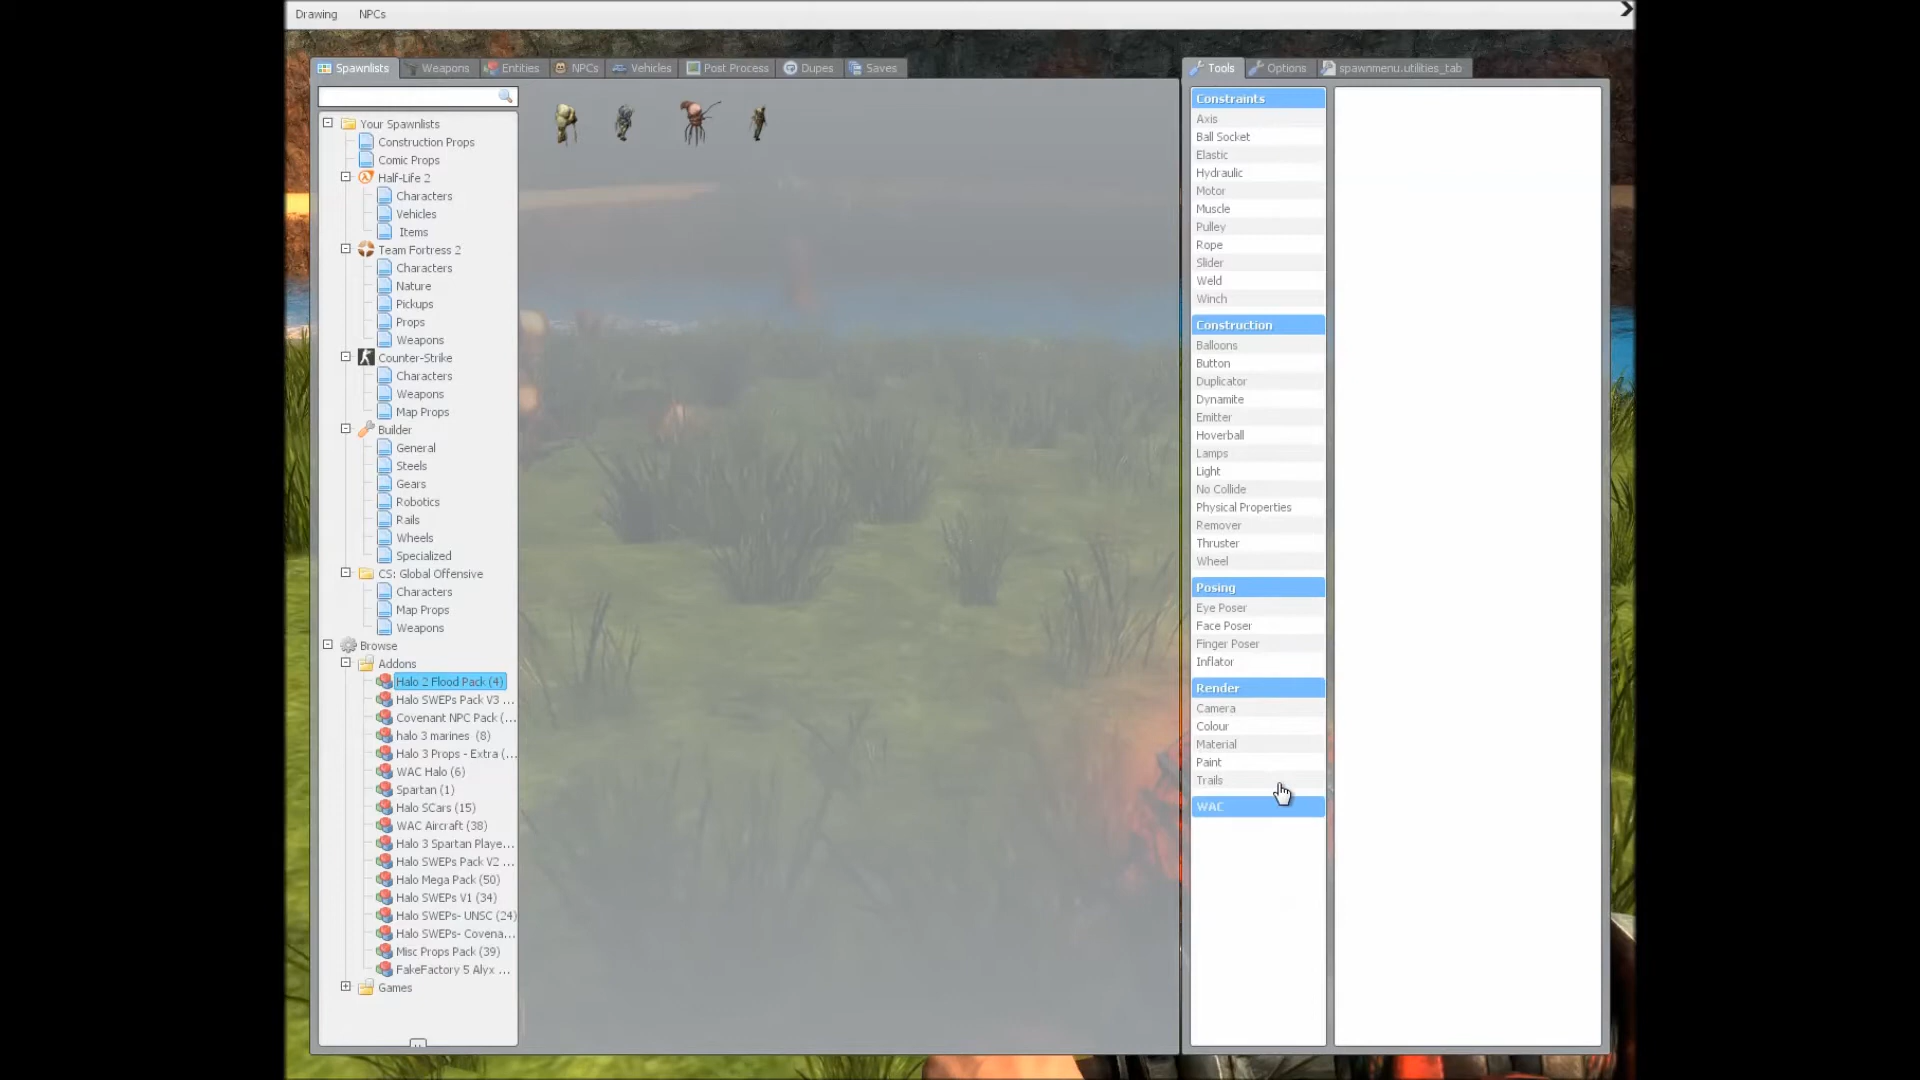 Drawing NPCs
Spawnlists Weapons Entities NPCs Vehicles Post Process Dupes Saves
Tools Options spawnmenu.utilities_tab
Your Spawnlists
Construction Props
Comic Props
Half-Life 2
Characters
Vehicles
Items
Team Fortress 2
Characters
Nature
Pickups
Props
Weapons
Counter-Strike
Characters
Weapons
Map Props
Builder
General
Steels
Gears
Robotics
Rails
Wheels
Specialized
CS: Global Offensive
Characters
Map Props
Weapons
Browse
Addons
Halo 2 Flood Pack (4)
Halo SWEPs Pack V3 ...
Covenant NPC Pack (...
halo 3 marines (8)
Halo 3 Props - Extra (...
WAC Halo (6)
Spartan (1)
Halo SCars (15)
WAC Aircraft (38)
Halo 3 Spartan Playe...
Halo SWEPs Pack V2 ...
Halo Mega Pack (50)
Halo SWEPs V1 (34)
Halo SWEPs- UNSC (24)
Halo SWEPs- Covena...
Misc Props Pack (39)
FakeFactory 5 Alyx ...
Games
Constraints
Axis
Ball Socket
Elastic
Hydraulic
Motor
Muscle
Pulley
Rope
Slider
Weld
Winch
Construction
Balloons
Button
Duplicator
Dynamite
Emitter
Hoverball
Lamps
Light
No Collide
Physical Properties
Remover
Thruster
Wheel
Posing
Eye Poser
Face Poser
Finger Poser
Inflator
Render
Camera
Colour
Material
Paint
Trails
WAC